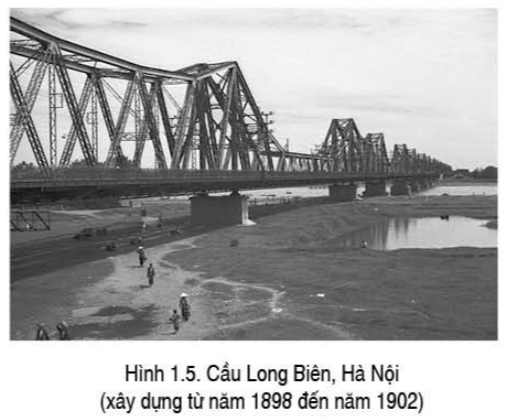 Hình 1.5. Cầu Long Biên, Hà Nội
(xây dựng từ năm 1898 đến năm 1902)